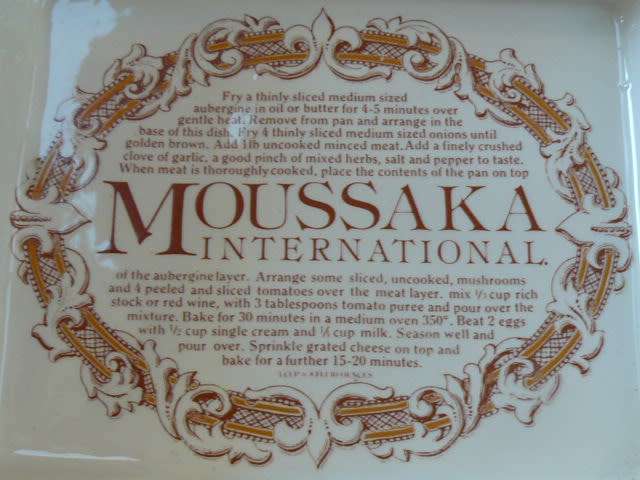 Fry a thinly sliced medium sized
aubergine in oil or butter for 4-5 minutes over
gentle heat. Remove from pan and arrange in the
base of this dish. Fry 4 thinly sliced medium sized onions until
golden brown. Add 1lb uncooked minced meat. Add a finely crushed
clove of garlic, a good pinch of mixed herbs, salt and pepper to taste.
When meat is thoroughly cooked, place the contents of the pan on top
MOUSSAKA
INTERNATIONAL.
of the aubergine layer. Arrange some sliced, uncooked, mushrooms
and 4 peeled and sliced tomatoes over the meat layer. mix ⅓ cup rich
stock or red wine, with 3 tablespoons tomato puree and pour over the
mixture. Bake for 30 minutes in a medium oven 350°. Beat 2 eggs
with ½ cup single cream and ¼ cup milk. Season well and
pour over. Sprinkle grated cheese on top and
bake for a further 15-20 minutes.
1 CUP = 8 FLUID OUNCES